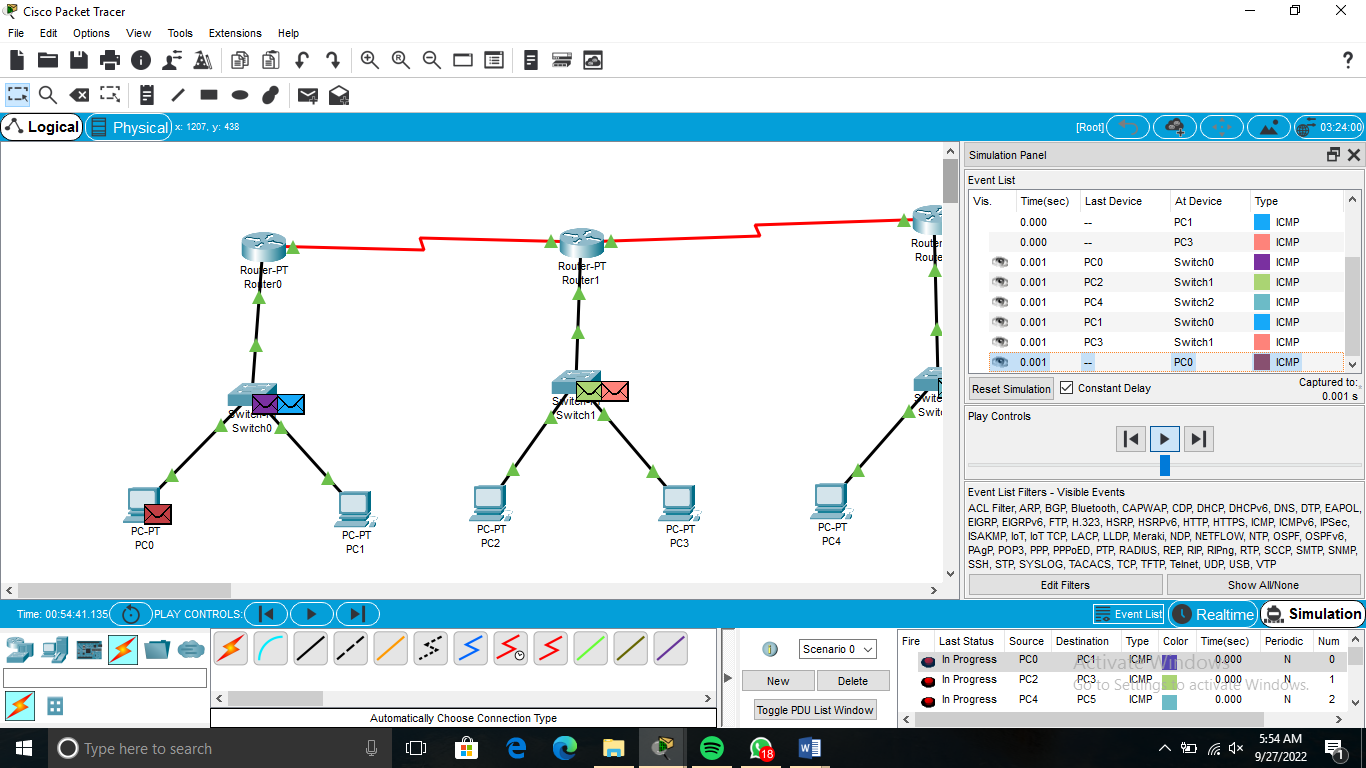 Cisco Packet Tracer
File Edit Options View Tools Extensions Help
?
Logical Physical x: 1207, y: 438 [Root] 03:24:00
Router-PT
Router0
Router-PT
Router1
Switch0
Switch1
PC-PT
PC0
PC-PT
PC1
PC-PT
PC2
PC-PT
PC3
PC-PT
PC4
Simulation Panel
Event List
Vis. Time(sec) Last Device At Device Type
0.000 -- PC1 ICMP
0.000 -- PC3 ICMP
0.001 PC0 Switch0 ICMP
0.001 PC2 Switch1 ICMP
0.001 PC4 Switch2 ICMP
0.001 PC1 Switch0 ICMP
0.001 PC3 Switch1 ICMP
0.001 -- PC0 ICMP
Reset Simulation Constant Delay Captured to:
0.001 s
Play Controls
Event List Filters - Visible Events
ACL Filter, ARP, BGP, Bluetooth, CAPWAP, CDP, DHCP, DHCPv6, DNS, DTP, EAPOL,
EIGRP, EIGRPv6, FTP, H.323, HSRP, HSRPv6, HTTP, HTTPS, ICMP, ICMPv6, IPSec,
ISAKMP, IoT, IoT TCP, LACP, LLDP, Meraki, NDP, NETFLOW, NTP, OSPF, OSPFv6,
PAgP, POP3, PPP, PPPoED, PTP, RADIUS, REP, RIP, RIPng, RTP, SCCP, SMTP, SNMP,
SSH, STP, SYSLOG, TACACS, TCP, TFTP, Telnet, UDP, USB, VTP
Edit Filters Show All/None
Time: 00:54:41.135 PLAY CONTROLS: Event List Realtime Simulation
Automatically Choose Connection Type
Scenario 0
New Delete
Toggle PDU List Window
Fire Last Status Source Destination Type Color Time(sec) Periodic Num
In Progress PC0 PC1 ICMP 0.000 N 0
In Progress PC2 PC3 ICMP 0.000 N 1
In Progress PC4 PC5 ICMP 0.000 N 2
Activate Windows
Go to Settings to activate Windows.
Type here to search
18
5:54 AM
9/27/2022
1